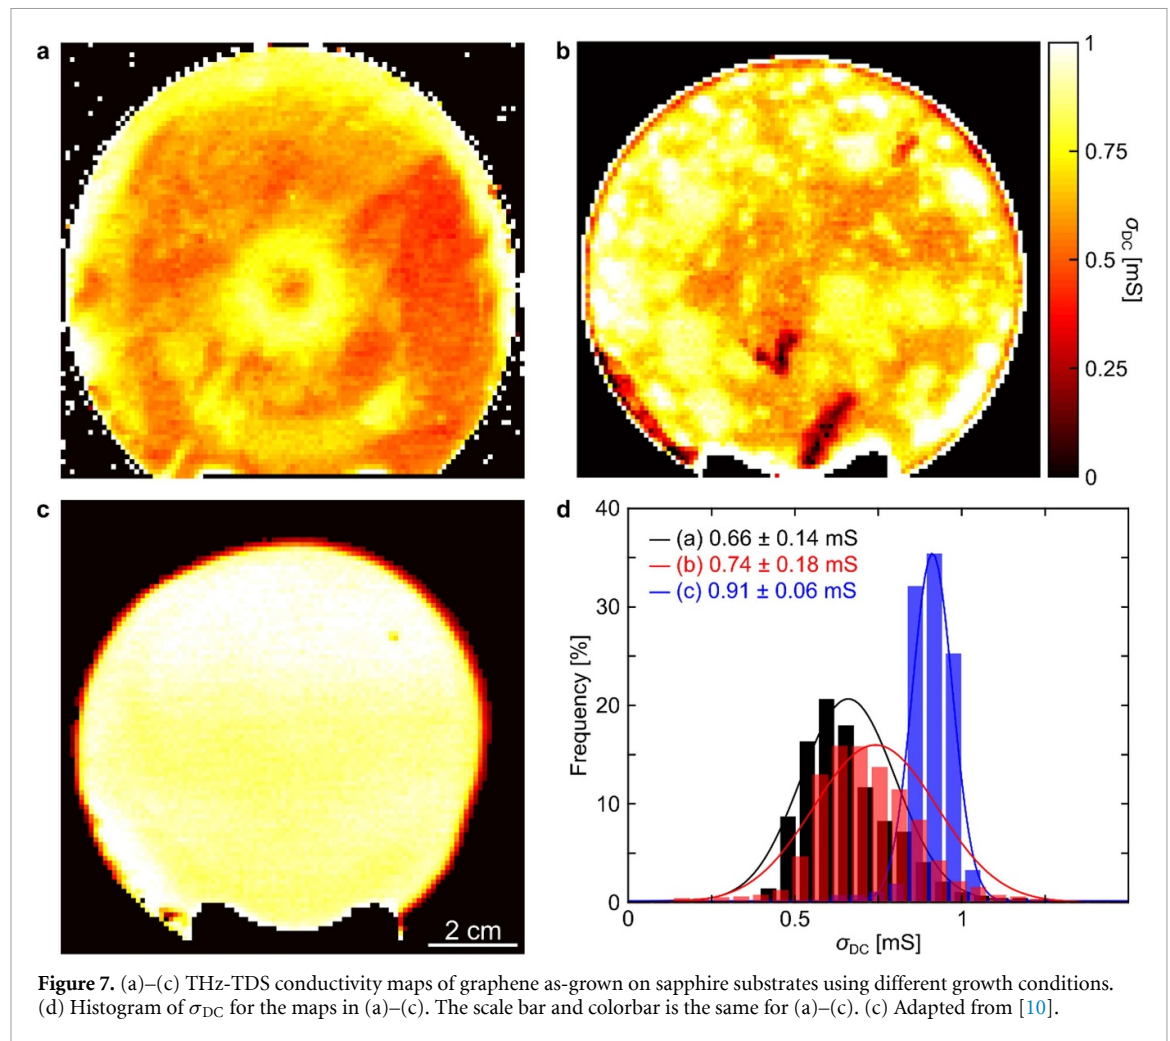 a
b
1
0.75
0.5
0.25
0
σDC [mS]
c
2 cm
d
40
30
20
10
0
Frequency [%]
(a) 0.66 ± 0.14 mS
(b) 0.74 ± 0.18 mS
(c) 0.91 ± 0.06 mS
0
0.5
1
σDC [mS]
Figure 7. (a)–(c) THz-TDS conductivity maps of graphene as-grown on sapphire substrates using different growth conditions.
(d) Histogram of σDC for the maps in (a)–(c). The scale bar and colorbar is the same for (a)–(c). (c) Adapted from [10].